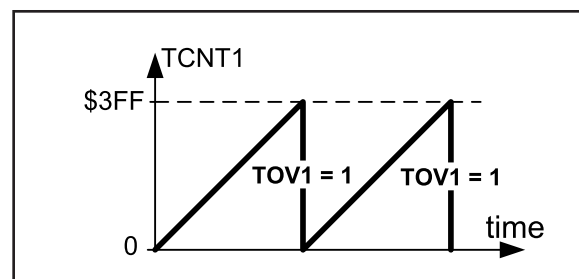 TCNT1
$3FF
TOV1 = 1
TOV1 = 1
0
time